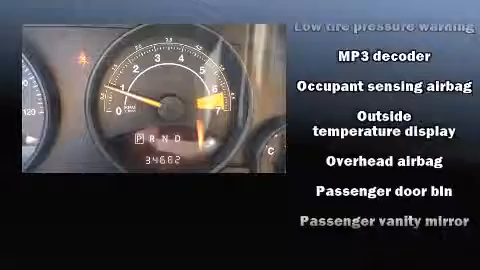 Low tire pressure warning
MP3 decoder
Occupant sensing airbag
Outside
temperature display
Overhead airbag
Passenger door bin
Passenger vanity mirror
120
0 1 2 3 4 5 6 7
P R N D
34682
C